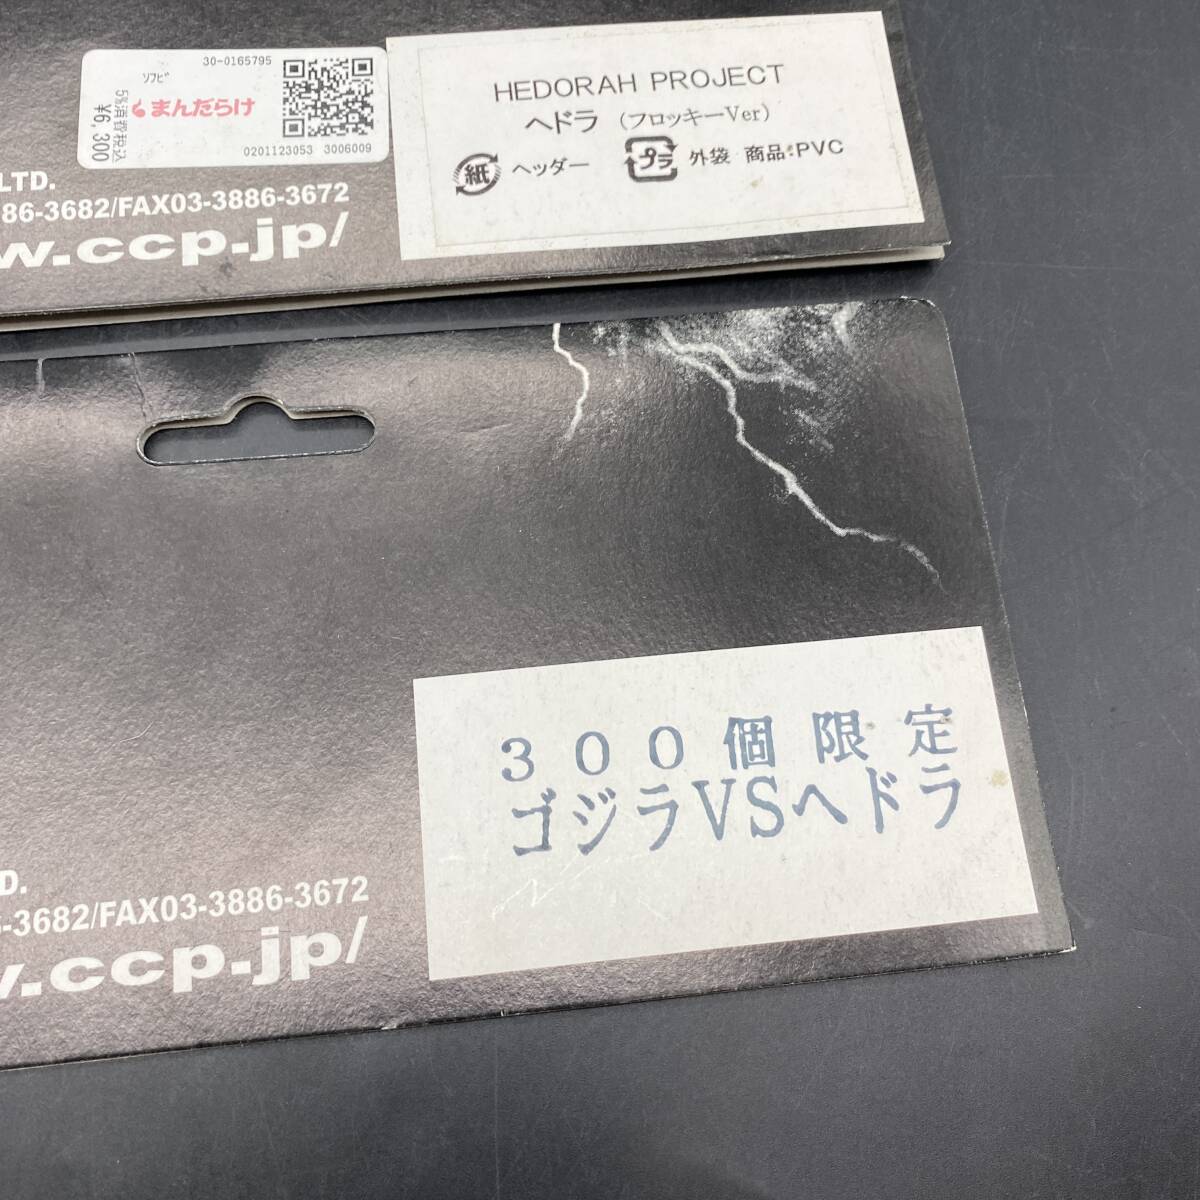 30-0165795
ｿﾌﾋﾞ
まんだらけ
5%消費税込
¥6,300
0201123053 3006009
HEDORAH PROJECT
ヘドラ (フロッキーVer)
紙 ヘッダー プラ 外袋 商品:PVC
LTD.
86-3682/FAX03-3886-3672
w.ccp-jp/
300個限定
ゴジラVSヘドラ
D.
-3682/FAX03-3886-3672
.ccp-jp/